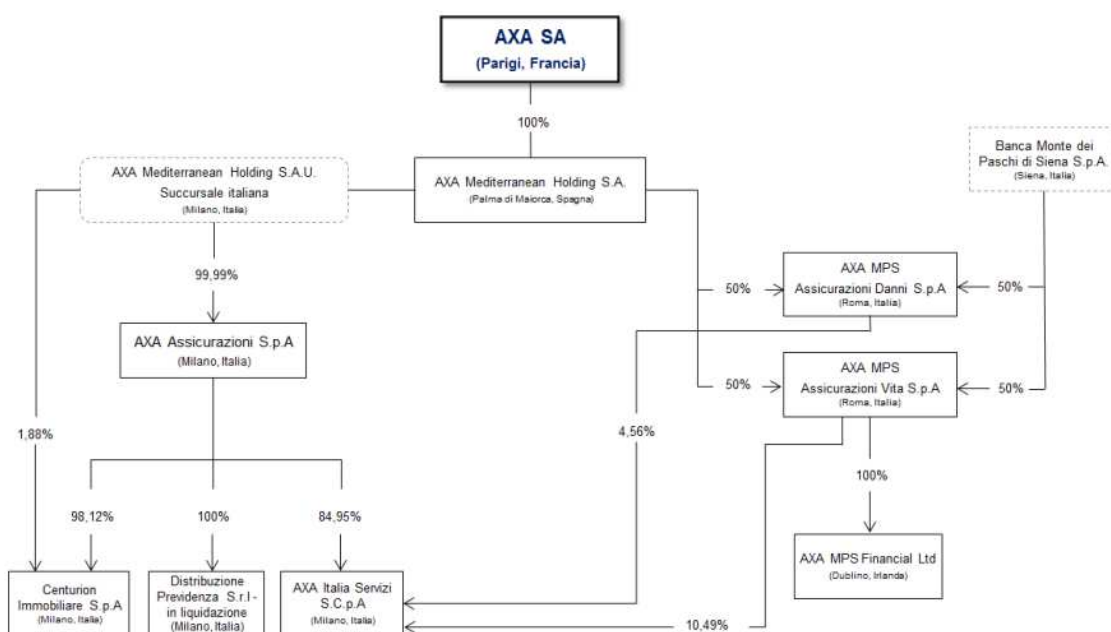 AXA SA
(Parigi, Francia)
100%
AXA Mediterranean Holding S.A.U.
Succursale italiana
(Milano, Italia)
AXA Mediterranean Holding S.A.
(Palma di Maiorca, Spagna)
Banca Monte dei
Paschi di Siena S.p.A.
(Siena, Italia)
99,99%
AXA MPS
Assicurazioni Danni S.p.A
(Roma, Italia)
50%
50%
AXA Assicurazioni S.p.A
(Milano, Italia)
AXA MPS
Assicurazioni Vita S.p.A
(Roma, Italia)
50%
50%
1,88%
4,56%
100%
98,12%
100%
84,95%
AXA MPS Financial Ltd
(Dublino, Irlanda)
Centurion
Immobiliare S.p.A
(Milano, Italia)
Distribuzione
Previdenza S.r.l -
in liquidazione
(Milano, Italia)
AXA Italia Servizi
S.C.p.A
(Milano, Italia)
10,49%